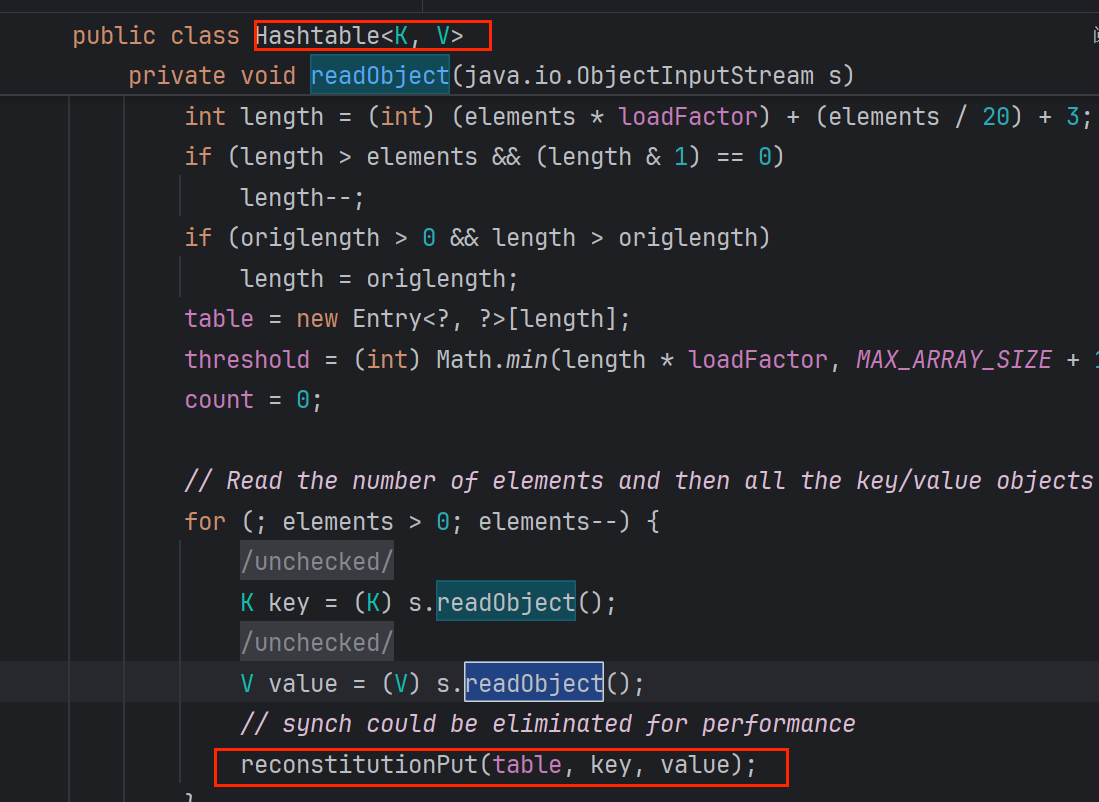 public class Hashtable<K, V>
private void readObject(java.io.ObjectInputStream s)
int length = (int) (elements * loadFactor) + (elements / 20) + 3;
if (length > elements && (length & 1) == 0)
length--;
if (origlength > 0 && length > origlength)
length = origlength;
table = new Entry<?, ?>[length];
threshold = (int) Math.min(length * loadFactor, MAX_ARRAY_SIZE +
count = 0;
// Read the number of elements and then all the key/value objects
for (; elements > 0; elements--) {
/unchecked/
K key = (K) s.readObject();
/unchecked/
V value = (V) s.readObject();
// synch could be eliminated for performance
reconstitutionPut(table, key, value);
}